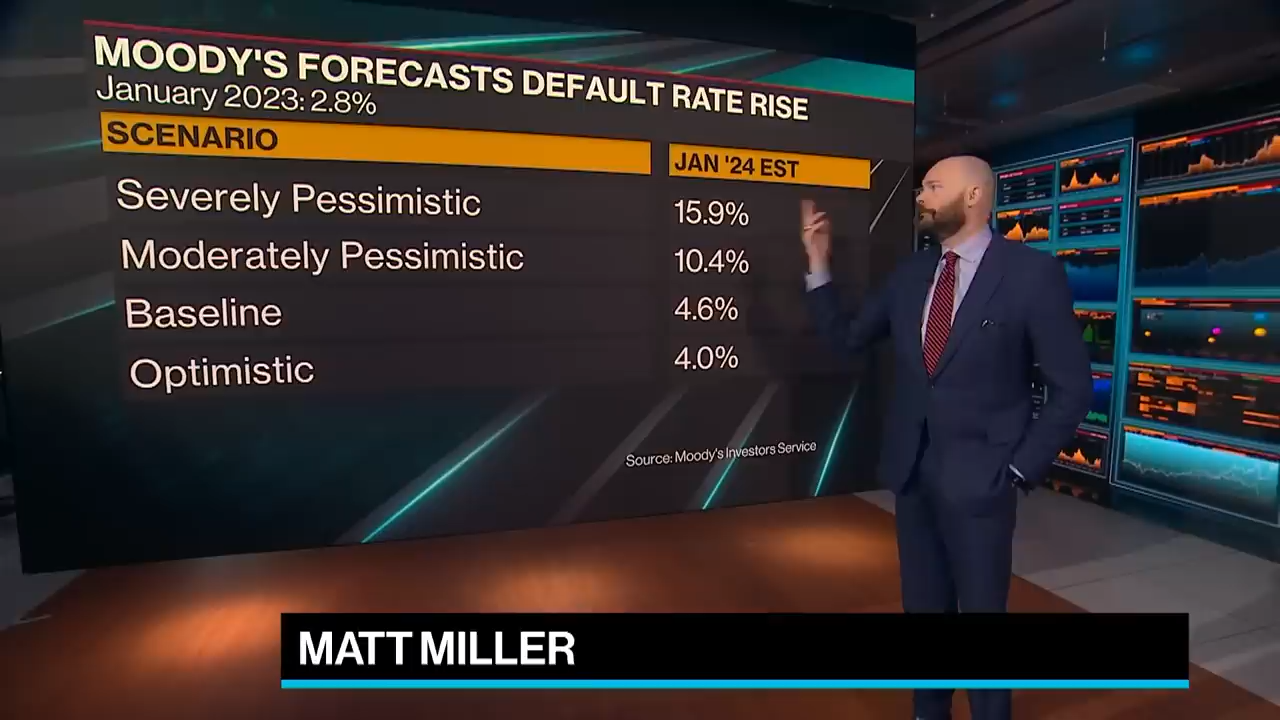 MOODY'S FORECASTS DEFAULT RATE RISE
January 2023: 2.8%
SCENARIO JAN '24 EST
Severely Pessimistic 15.9%
Moderately Pessimistic 10.4%
Baseline 4.6%
Optimistic 4.0%
Source: Moody's Investors Service
MATT MILLER